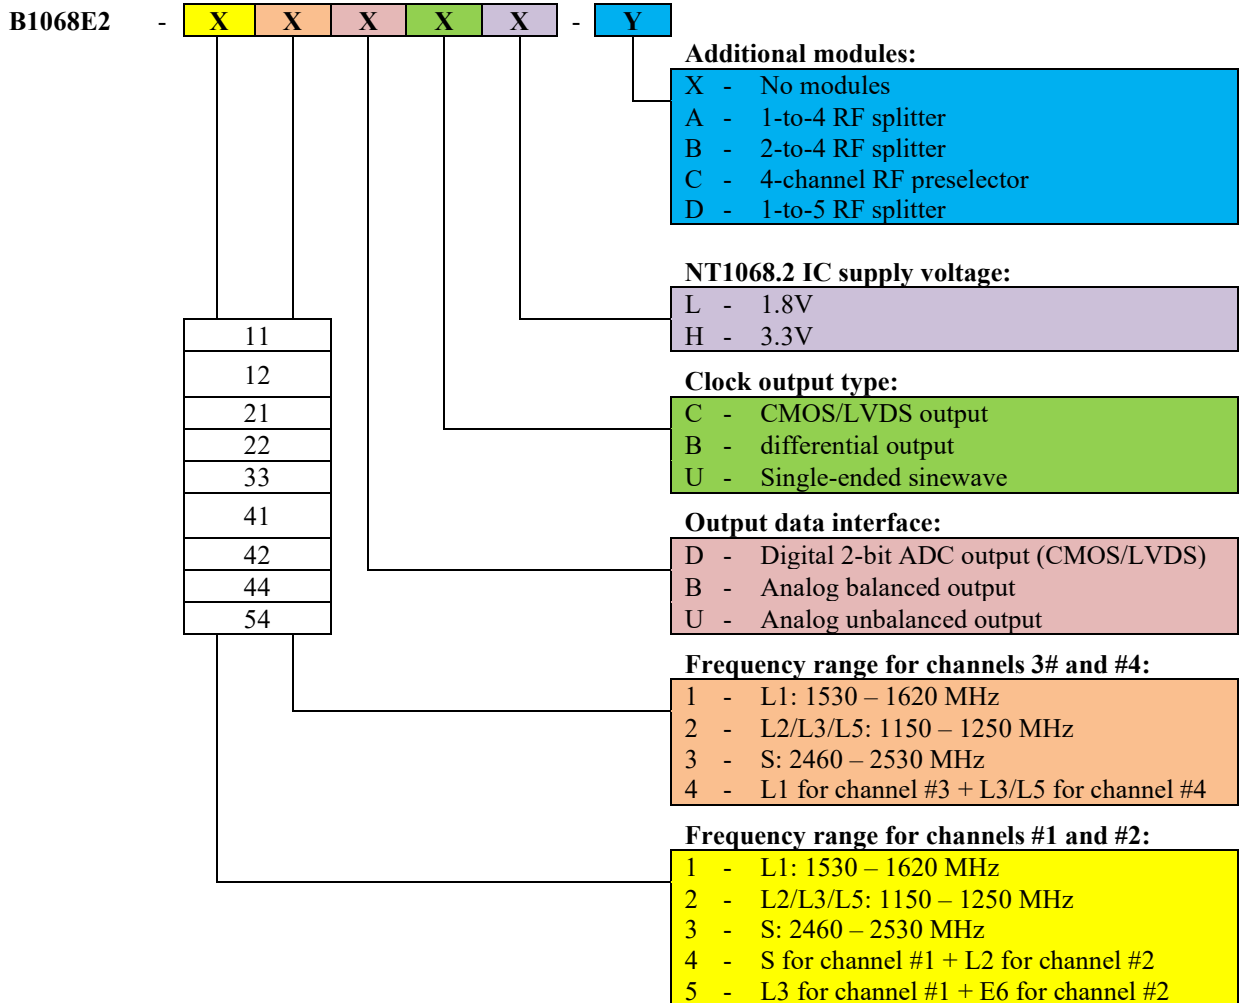 B1068E2 - X X X X X - Y
Additional modules:
X - No modules
A - 1-to-4 RF splitter
B - 2-to-4 RF splitter
C - 4-channel RF preselector
D - 1-to-5 RF splitter
NT1068.2 IC supply voltage:
L - 1.8V
H - 3.3V
11
12
21
22
33
41
42
44
54
Clock output type:
C - CMOS/LVDS output
B - differential output
U - Single-ended sinewave
Output data interface:
D - Digital 2-bit ADC output (CMOS/LVDS)
B - Analog balanced output
U - Analog unbalanced output
Frequency range for channels 3# and #4:
1 - L1: 1530 – 1620 MHz
2 - L2/L3/L5: 1150 – 1250 MHz
3 - S: 2460 – 2530 MHz
4 - L1 for channel #3 + L3/L5 for channel #4
Frequency range for channels #1 and #2:
1 - L1: 1530 – 1620 MHz
2 - L2/L3/L5: 1150 – 1250 MHz
3 - S: 2460 – 2530 MHz
4 - S for channel #1 + L2 for channel #2
5 - L3 for channel #1 + E6 for channel #2